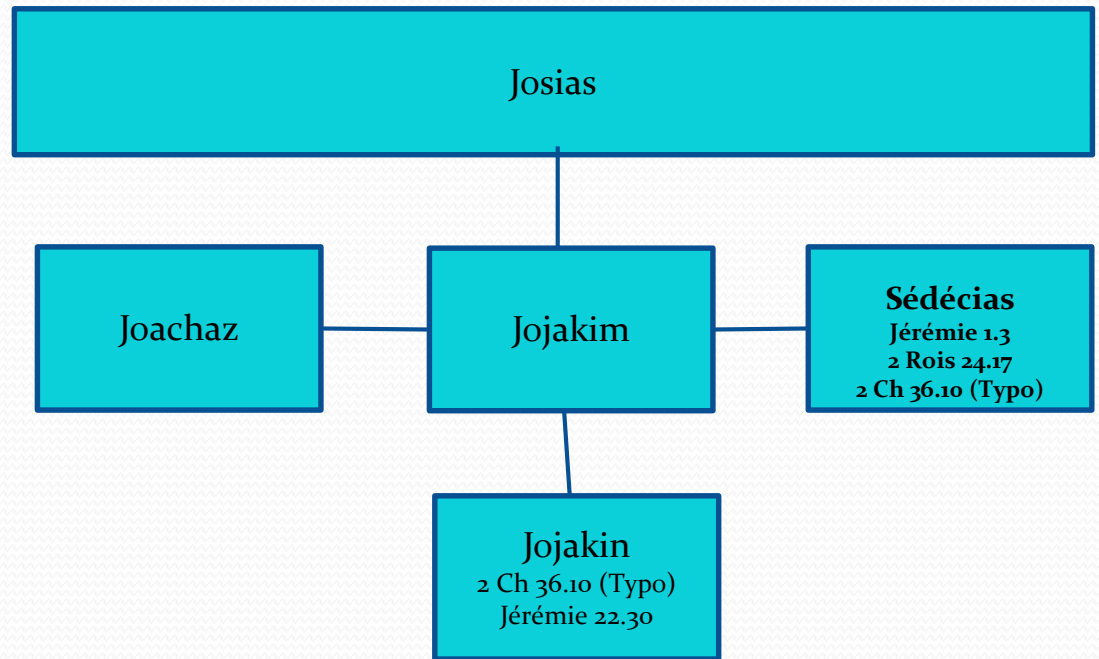 Josias
Joachaz
Jojakim
Sédécias
Jérémie 1.3
2 Rois 24.17
2 Ch 36.10 (Typo)
Jojakin
2 Ch 36.10 (Typo)
Jérémie 22.30